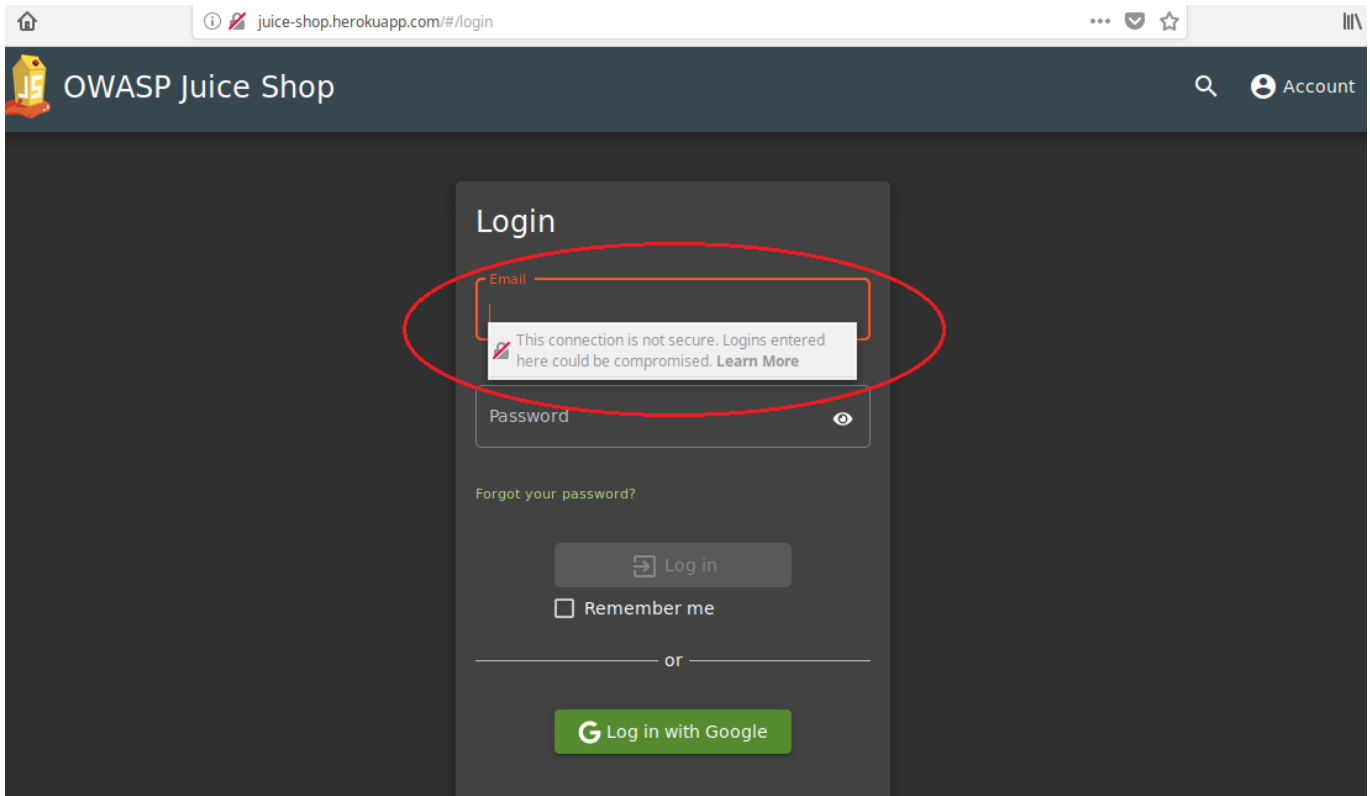 juice-shop.herokuapp.com/#/login
JS
OWASP Juice Shop
Account
Login
Email
This connection is not secure. Logins entered
here could be compromised. Learn More
Password
Forgot your password?
Log in
Remember me
or
G Log in with Google